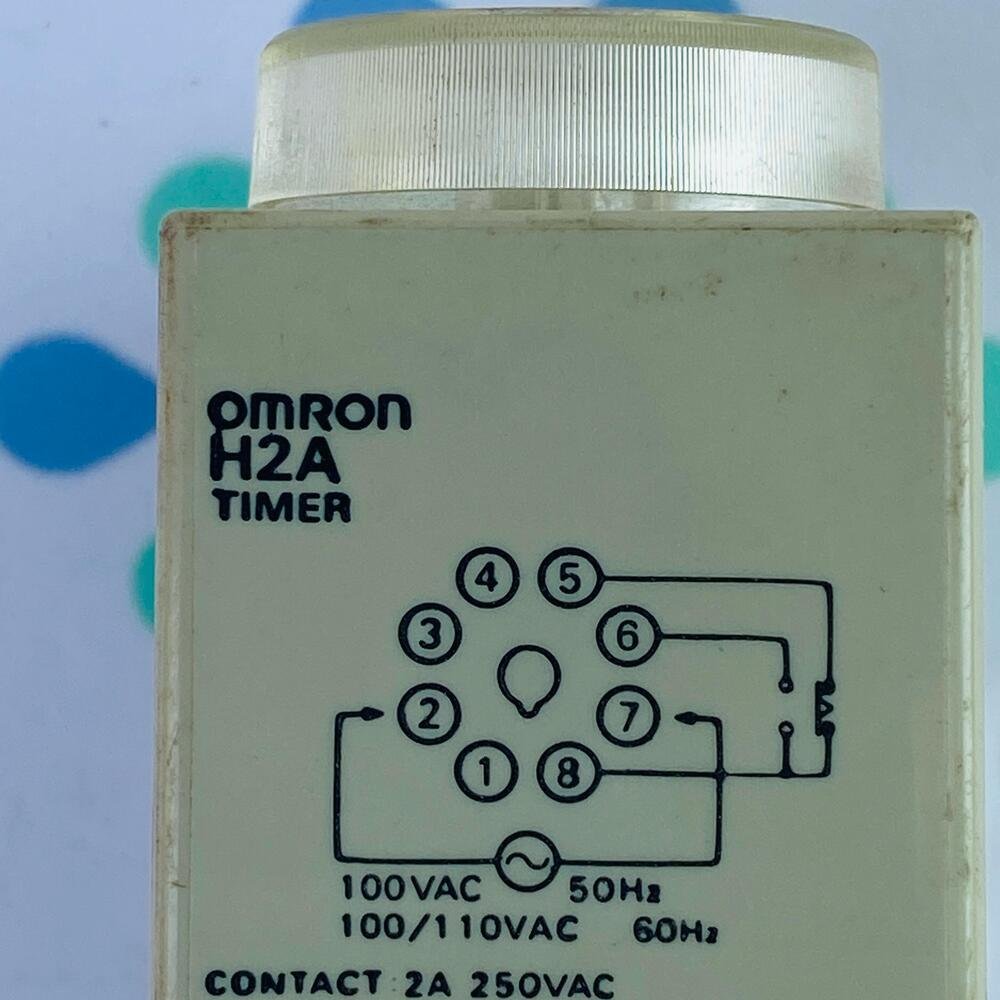 OMRON
H2A
TIMER
4 5
3 6
2 7
1 8
100VAC 50Hz
100/110VAC 60Hz
CONTACT: 2A 250VAC